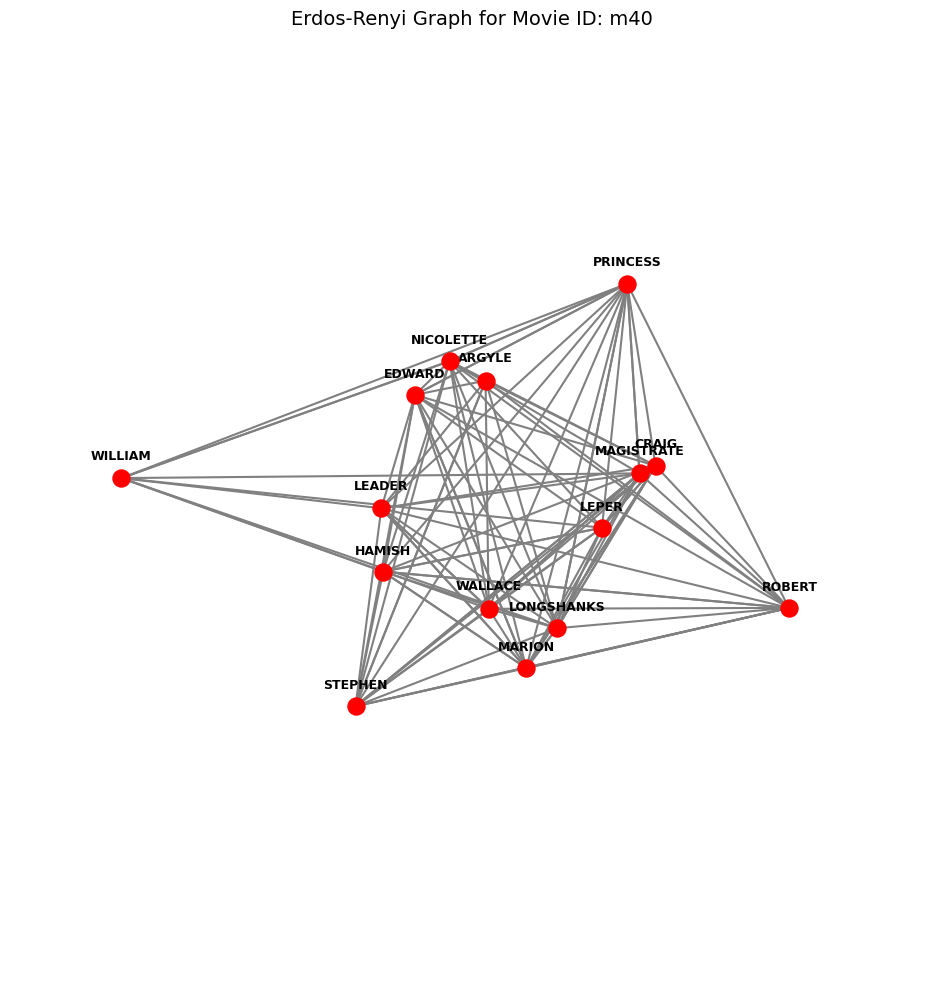 Erdos-Renyi Graph for Movie ID: m40
PRINCESS
NICOLETTE
ARGYLE
EDWARD
CRAIG
MAGISTRATE
WILLIAM
LEADER
LEPER
HAMISH
WALLACE
ROBERT
LONGSHANKS
MARION
STEPHEN